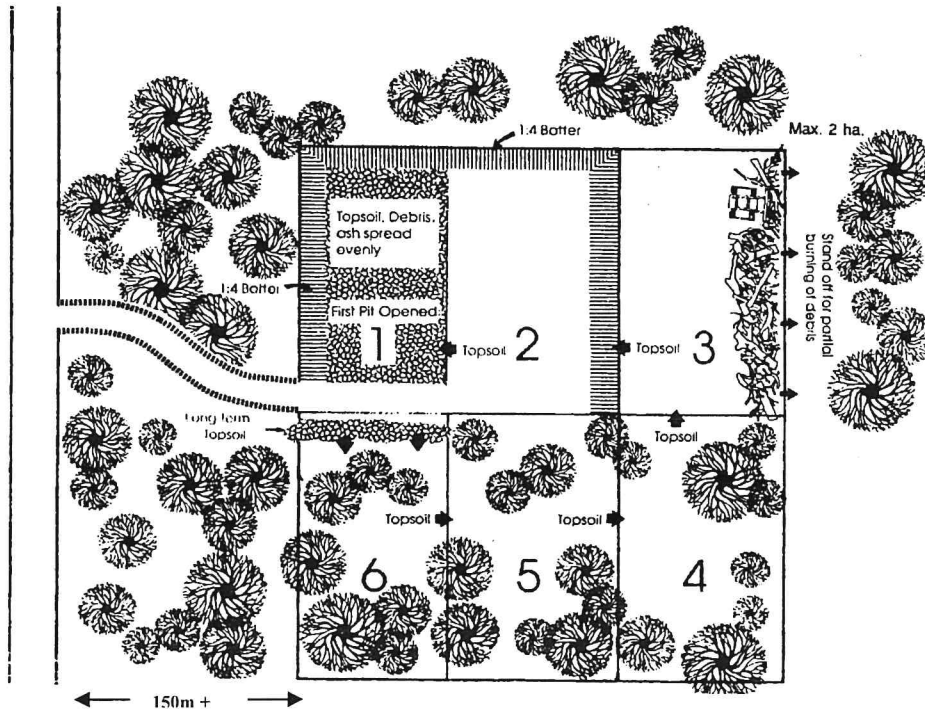 1:4 Batter
Max. 2 ha.
Topsoil, Debris,
ash spread
evenly
Stand off for partial
burning of debris
1:4 Batter
First Pit Opened
1
Topsoil
2
Topsoil
3
Long Term
Topsoil
Topsoil
Topsoil
Topsoil
6
5
4
150m +